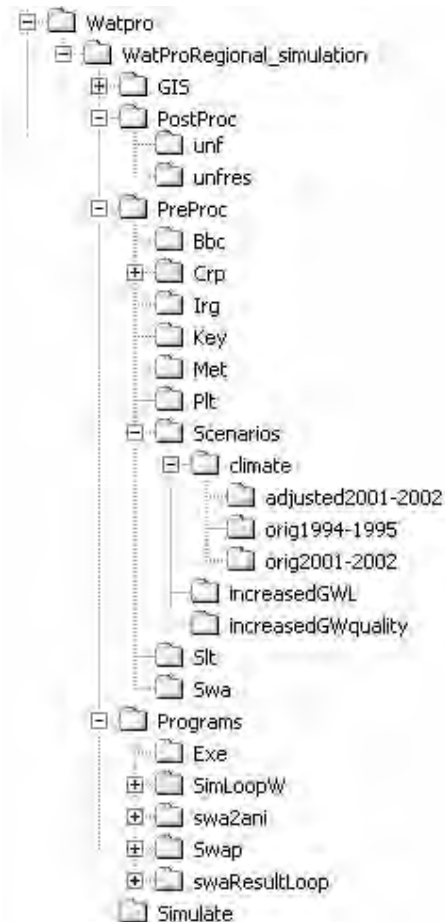 Watpro
WatProRegional_simulation
GIS
PostProc
unf
unfres
PreProc
Bbc
Crp
Irg
Key
Met
Plt
Scenarios
climate
adjusted2001-2002
orig1994-1995
orig2001-2002
increasedGWL
increasedGWquality
Slt
Swa
Programs
Exe
SimLoopW
swa2ani
Swap
swaResultLoop
Simulate